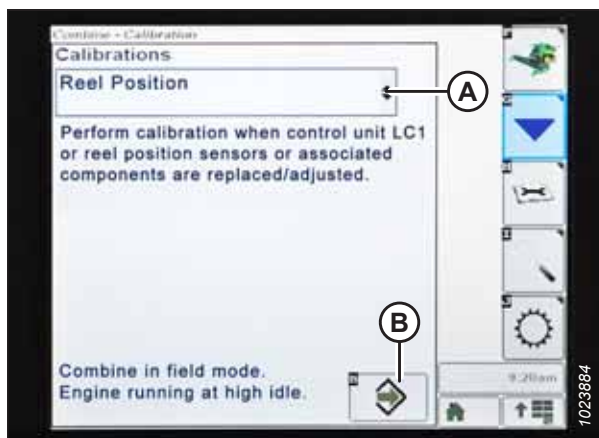 Combine - Calibration
Calibrations
Reel Position
A
Perform calibration when control unit LC1
or reel position sensors or associated
components are replaced/adjusted.
B
Combine in field mode.
Engine running at high idle.
9:20am
1023884